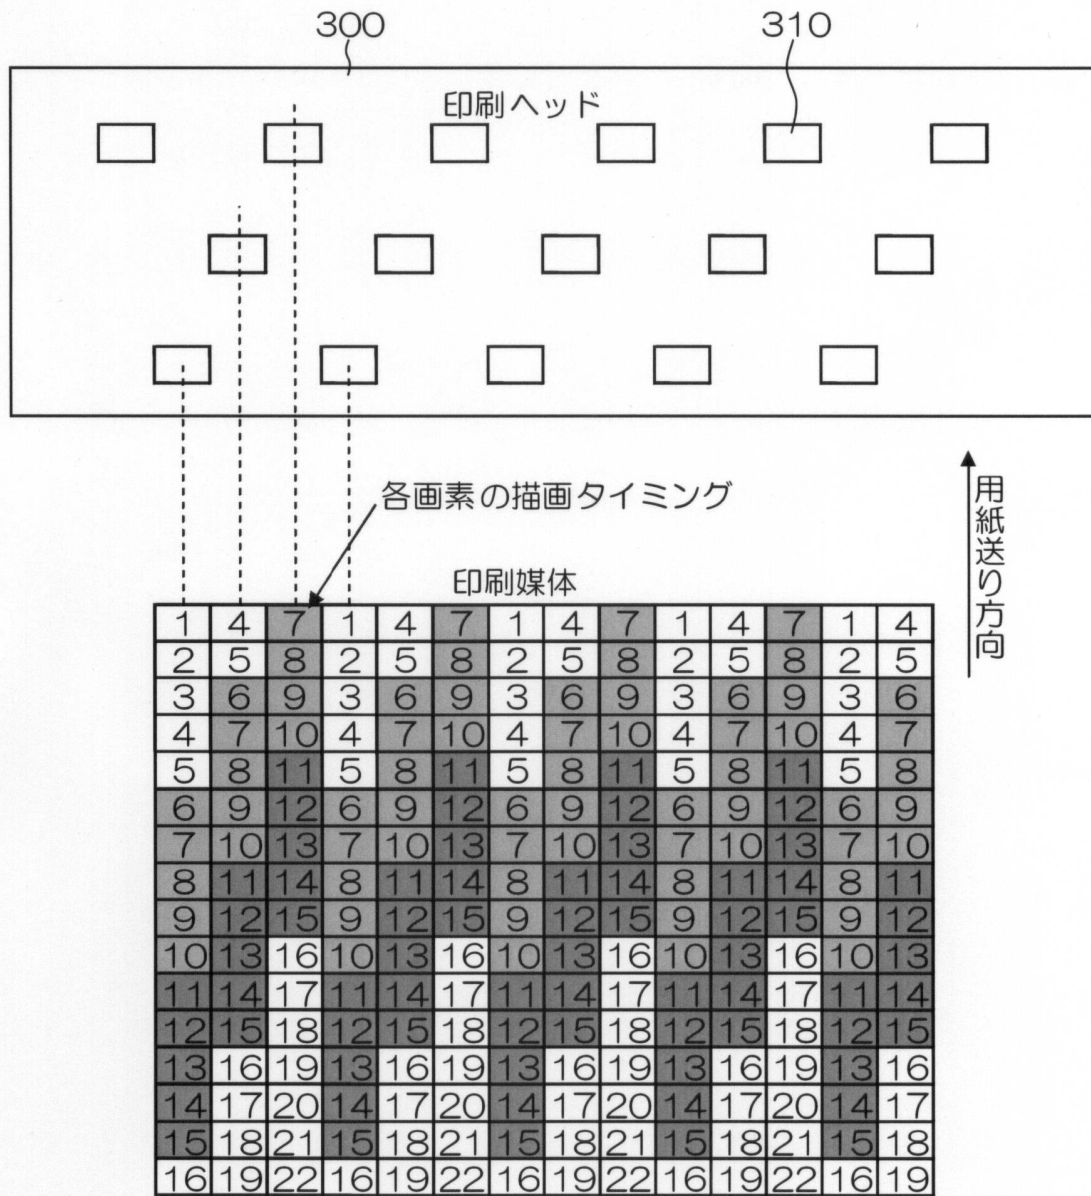 300 310
印刷ヘッド
各画素の描画タイミング
用紙送り方向
印刷媒体
1 4 7 1 4 7 1 4 7 1 4 7 1 4
2 5 8 2 5 8 2 5 8 2 5 8 2 5
3 6 9 3 6 9 3 6 9 3 6 9 3 6
4 7 10 4 7 10 4 7 10 4 7 10 4 7
5 8 11 5 8 11 5 8 11 5 8 11 5 8
6 9 12 6 9 12 6 9 12 6 9 12 6 9
7 10 13 7 10 13 7 10 13 7 10 13 7 10
8 11 14 8 11 14 8 11 14 8 11 14 8 11
9 12 15 9 12 15 9 12 15 9 12 15 9 12
10 13 16 10 13 16 10 13 16 10 13 16 10 13
11 14 17 11 14 17 11 14 17 11 14 17 11 14
12 15 18 12 15 18 12 15 18 12 15 18 12 15
13 16 19 13 16 19 13 16 19 13 16 19 13 16
14 17 20 14 17 20 14 17 20 14 17 20 14 17
15 18 21 15 18 21 15 18 21 15 18 21 15 18
16 19 22 16 19 22 16 19 22 16 19 22 16 19